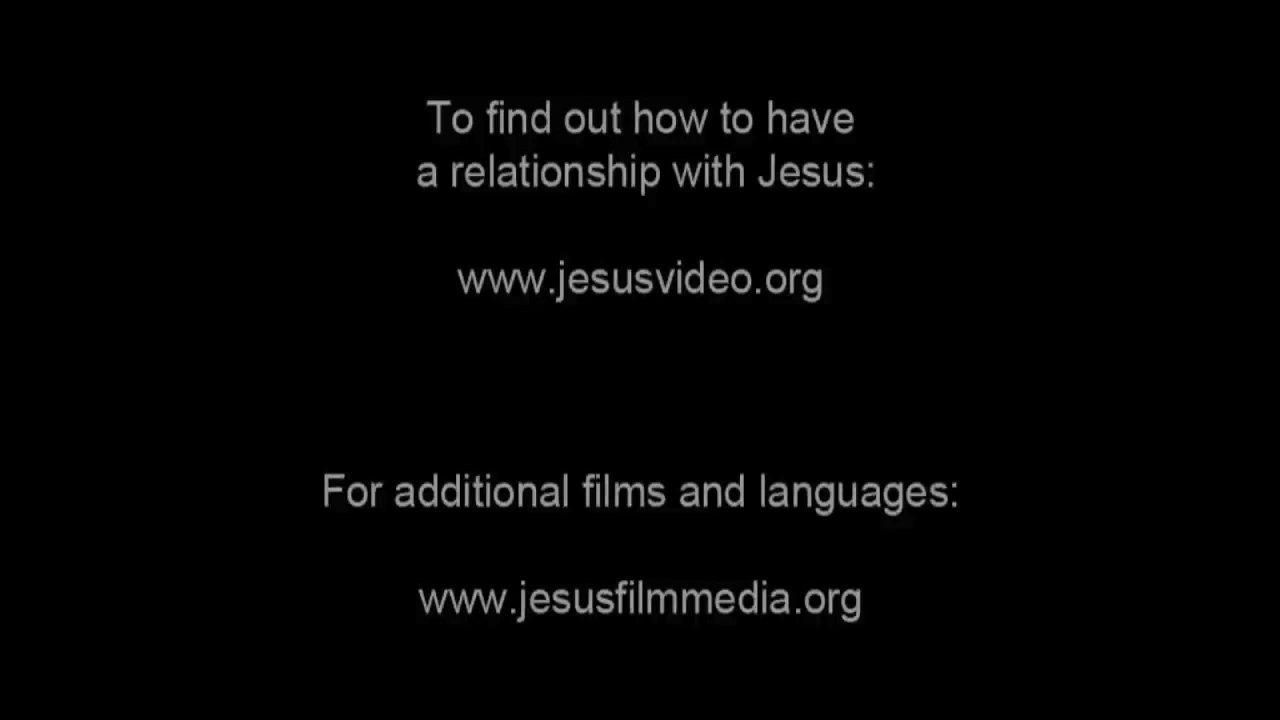 To find out how to have
a relationship with Jesus:
www.jesusvideo.org
For additional films and languages:
www.jesusfilmmedia.org